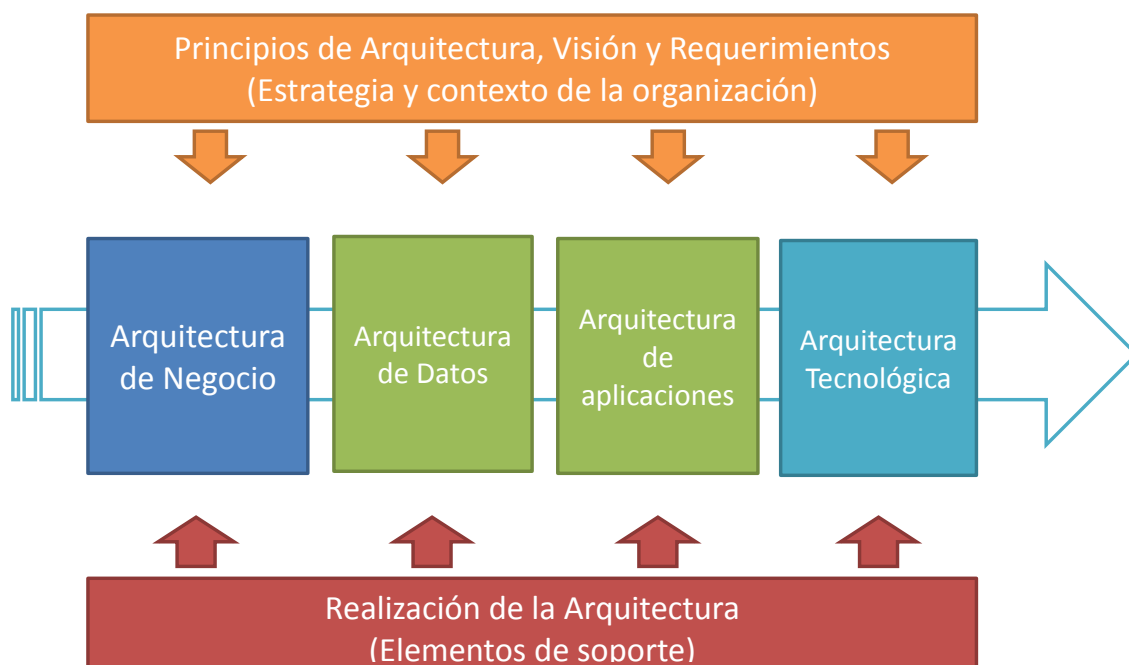 Principios de Arquitectura, Visión y Requerimientos
(Estrategia y contexto de la organización)
Arquitectura
de Negocio
Arquitectura
de Datos
Arquitectura
de
aplicaciones
Arquitectura
Tecnológica
Realización de la Arquitectura
(Elementos de soporte)